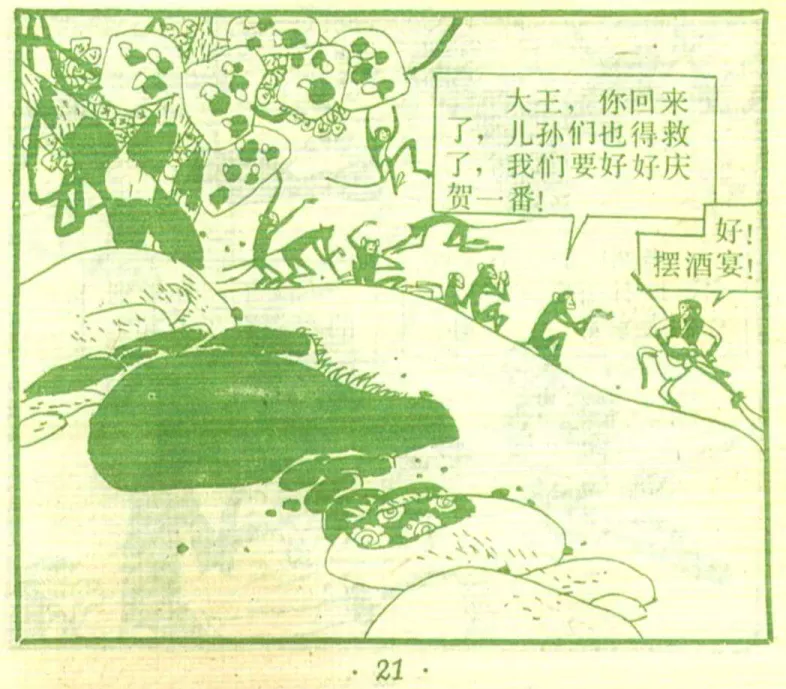 大王，你回来
了，儿孙们也得救
了，我们要好好庆
贺一番！
好！
摆酒宴！
· 21 ·